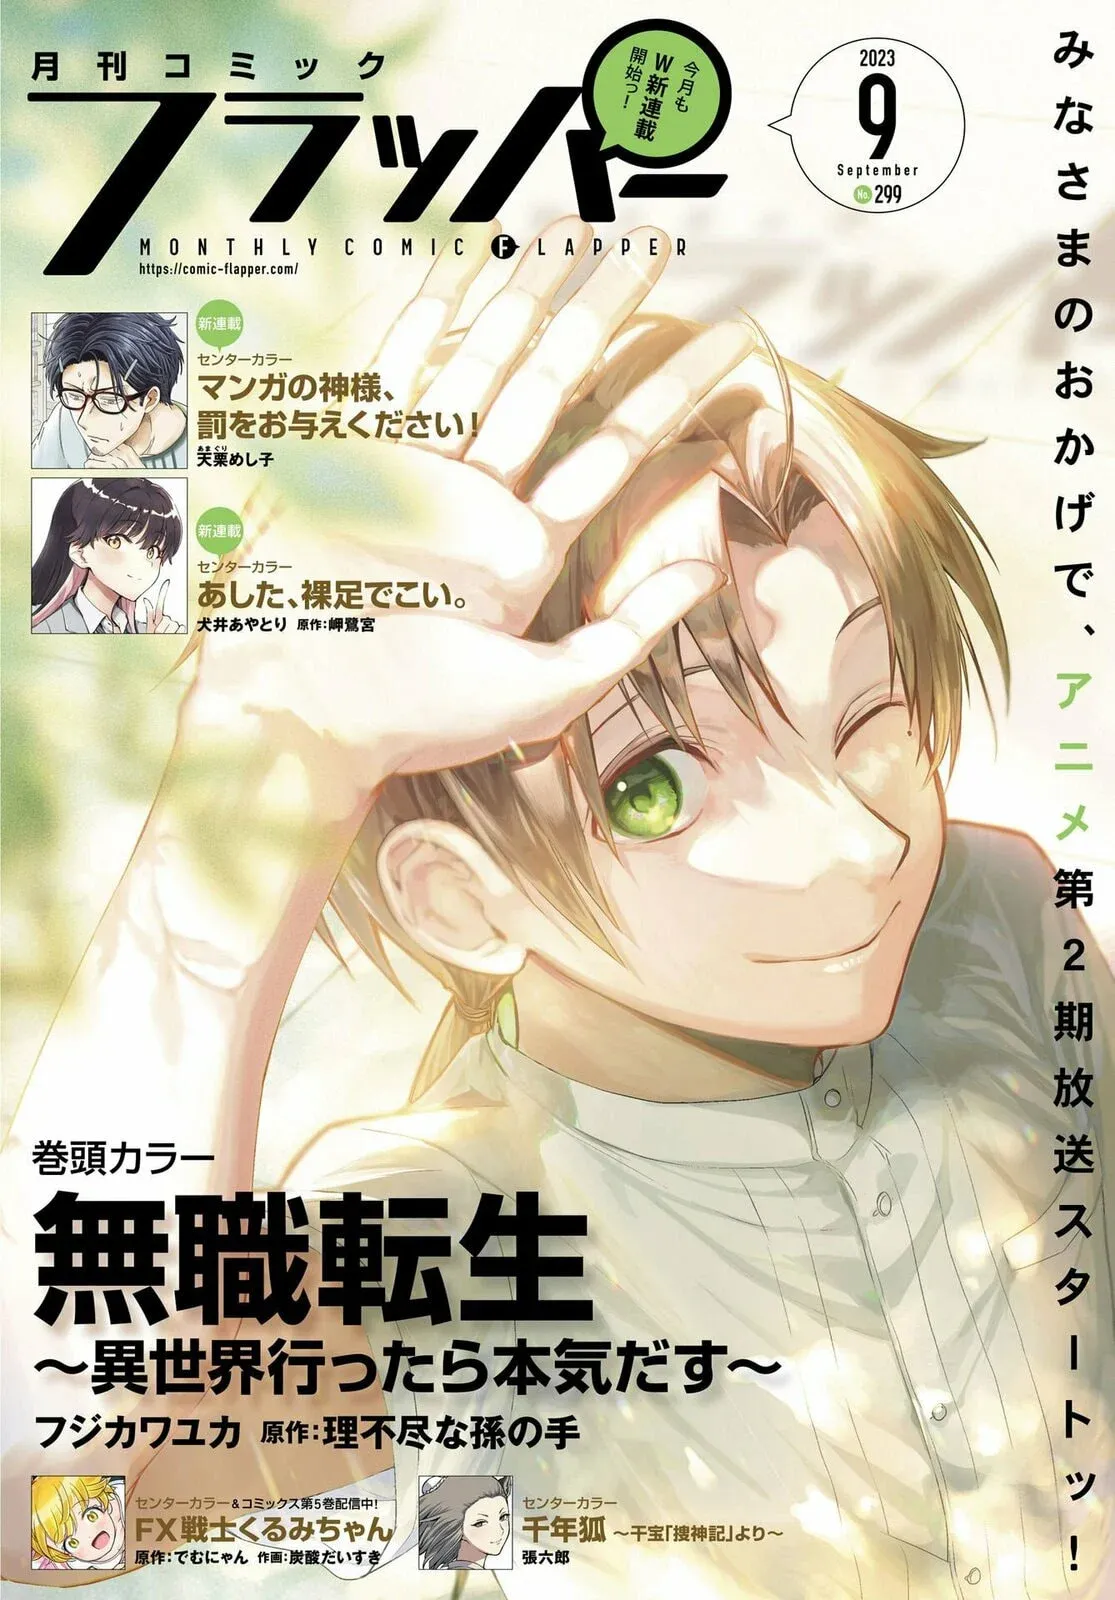 月刊コミック
フラッパー
MONTHLY COMIC FLAPPER
https://comic-flapper.com/
今月も
W新連載
開始っ!
2023
9
September
No.299
みなさまのおかげで、アニメ第2期放送スタートッ!
新連載
センターカラー
マンガの神様、
罰をお与えください!
あまぐり
天栗めし子
新連載
センターカラー
あした、裸足でこい。
犬井あやとり 原作:岬鷺宮
巻頭カラー
無職転生
～異世界行ったら本気だす～
フジカワユカ 原作:理不尽な孫の手
センターカラー&コミックス第5巻配信中!
FX戦士くるみちゃん
原作:でむにゃん 作画:炭酸だいすき
センターカラー
千年狐 ～干宝「捜神記」より～
張六郎